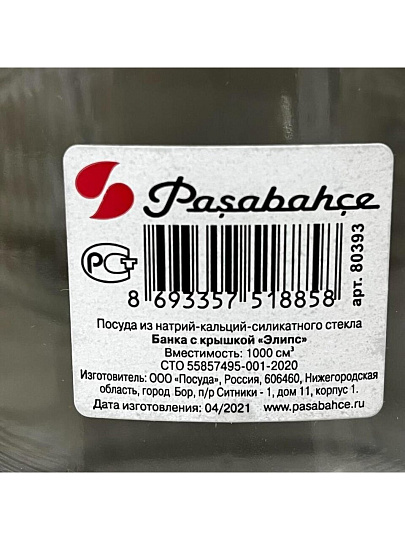 Paşabahçe
РСТ
8 693357 518858
арт. 80393
Посуда из натрий-кальций-силикатного стекла
Банка с крышкой «Элипс»
Вместимость: 1000 см³
СТО 55857495-001-2020
Изготовитель: ООО «Посуда», Россия, 606460, Нижегородская
область, город Бор, п/р Ситники - 1, дом 11, корпус 1.
Дата изготовления: 04/2021 www.pasabahce.ru